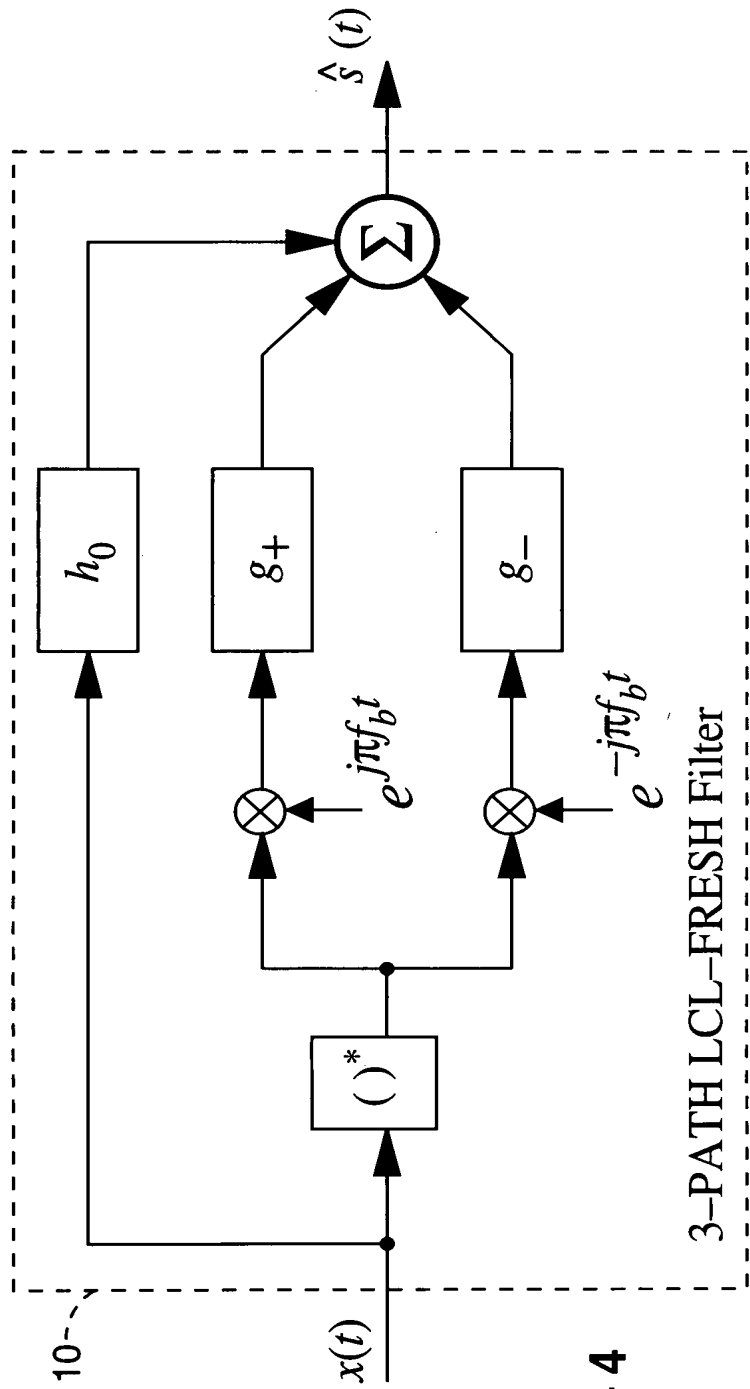 10
x(t)
( )*
h₀
g₊
g₋
e^{jπf_b t}
e^{-jπf_b t}
Σ
ŝ (t)
3–PATH LCL–FRESH Filter
4